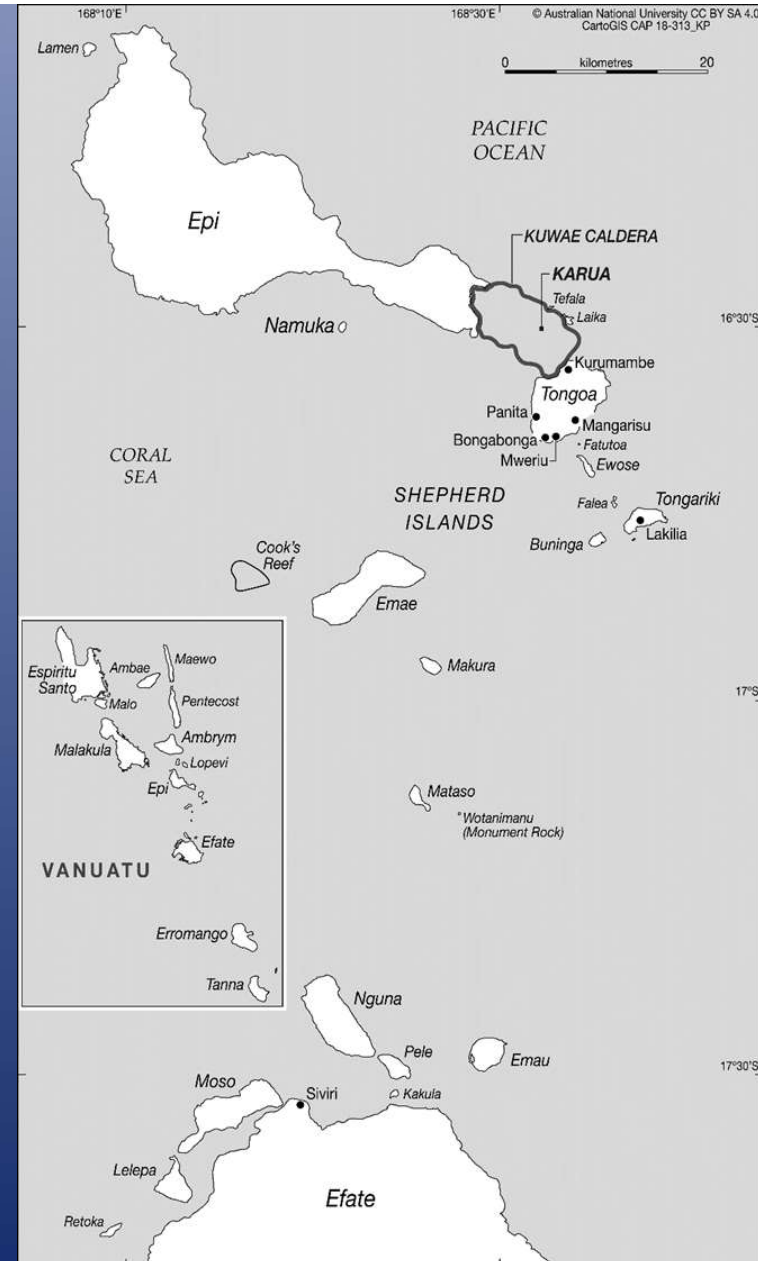 168°10'E
168°30'E
© Australian National University CC BY SA 4.0
CartoGIS CAP 18-313_KP
Lamen
0 kilometres 20
PACIFIC
OCEAN
Epi
KUWAE CALDERA
KARUA
Tefala
Laika
Namuka
16°30'S
Kurumambe
Tongoa
Panita
Mangarisu
Bongabonga
Fatutoa
Mweriu
Ewose
CORAL
SEA
SHEPHERD
ISLANDS
Falea
Tongariki
Lakilia
Buninga
Cook's
Reef
Emae
Makura
17°S
Mataso
Wotanimanu
(Monument Rock)
Espiritu
Santo
Ambae
Maewo
Malo
Pentecost
Malakula
Ambrym
Lopevi
Epi
Efate
VANUATU
Erromango
Tanna
Nguna
Pele
Emau
17°30'S
Moso
Siviri
Kakula
Lelepa
Efate
Retoka